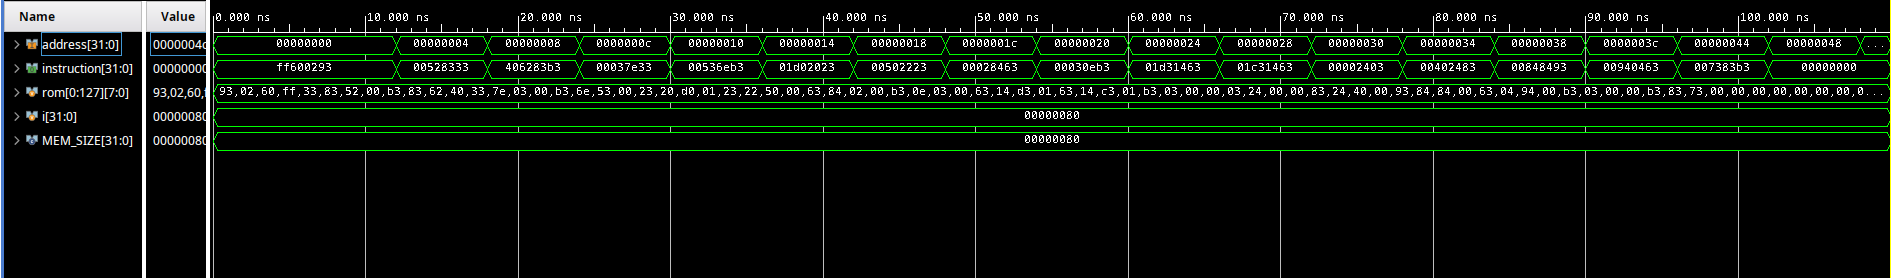 Name Value 0.000 ns 10.000 ns 20.000 ns 30.000 ns 40.000 ns 50.000 ns 60.000 ns 70.000 ns 80.000 ns 90.000 ns 100.000 ns
address[31:0] 0000004c 00000000 00000004 00000008 0000000c 00000010 00000014 00000018 0000001c 00000020 00000024 00000028 00000030 00000034 00000038 0000003c 00000044 00000048 ...
instruction[31:0] 00000000 ff600293 00528333 406283b3 00037e33 00536eb3 01d02023 00502223 00028463 00030eb3 01d31463 01c31463 00002403 00402483 00848493 00940463 007383b3 00000000
rom[0:127][7:0] 93,02,60,f 93,02,60,ff,33,83,52,00,b3,83,62,40,33,7e,03,00,b3,6e,53,00,23,20,d0,01,23,22,50,00,63,84,02,00,b3,0e,03,00,63,14,d3,01,63,14,c3,01,b3,03,00,00,03,24,00,00,83,24,40,00,93,84,84,00,63,04,94,00,b3,03,00,00,b3,83,73,00,00,00,00,00,00,0...
i[31:0] 00000080 00000080
MEM_SIZE[31:0] 00000080 00000080